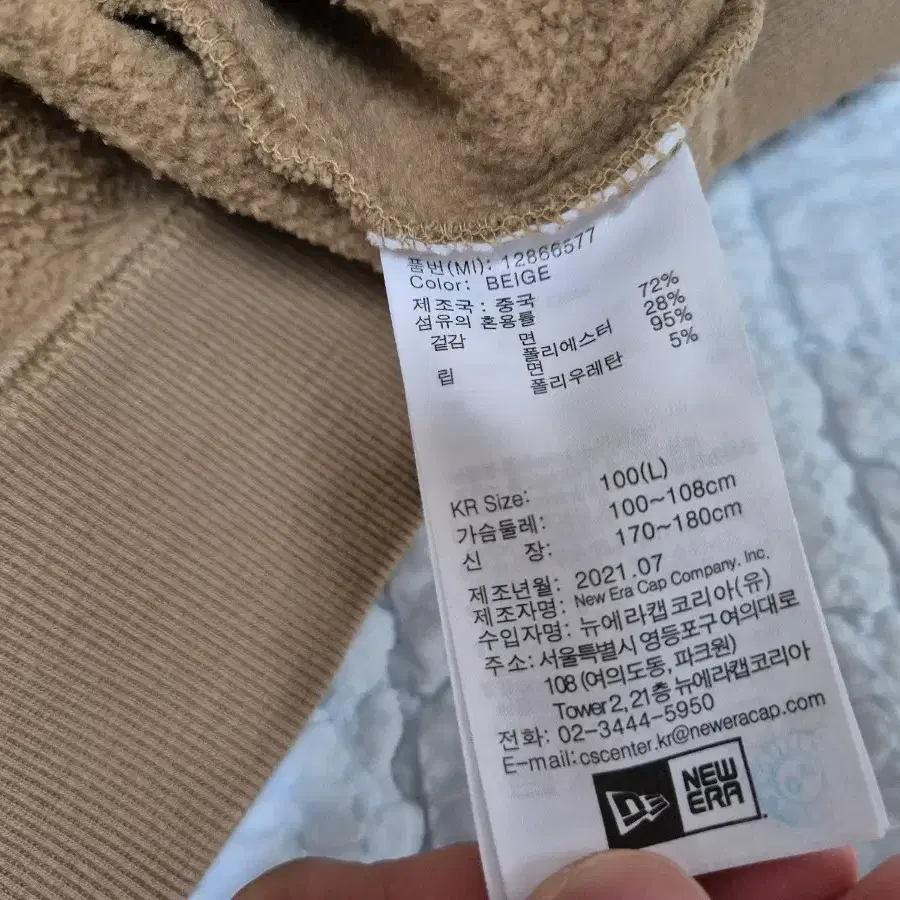 품번(MI): 12866577
Color: BEIGE
제조국 : 중국
섬유의 혼용률
겉감 면 72%
폴리에스터 28%
립 면 95%
폴리우레탄 5%
KR Size: 100(L)
가슴둘레: 100~108cm
신 장: 170~180cm
제조년월: 2021.07
제조자명: New Era Cap Company. Inc.
수입자명: 뉴에라캡코리아(유)
주소: 서울특별시 영등포구 여의대로
108 (여의도동, 파크원)
Tower 2, 21층 뉴에라캡코리아
전화: 02-3444-5950
E-mail: cscenter.kr@neweracap.com
NEW
ERA